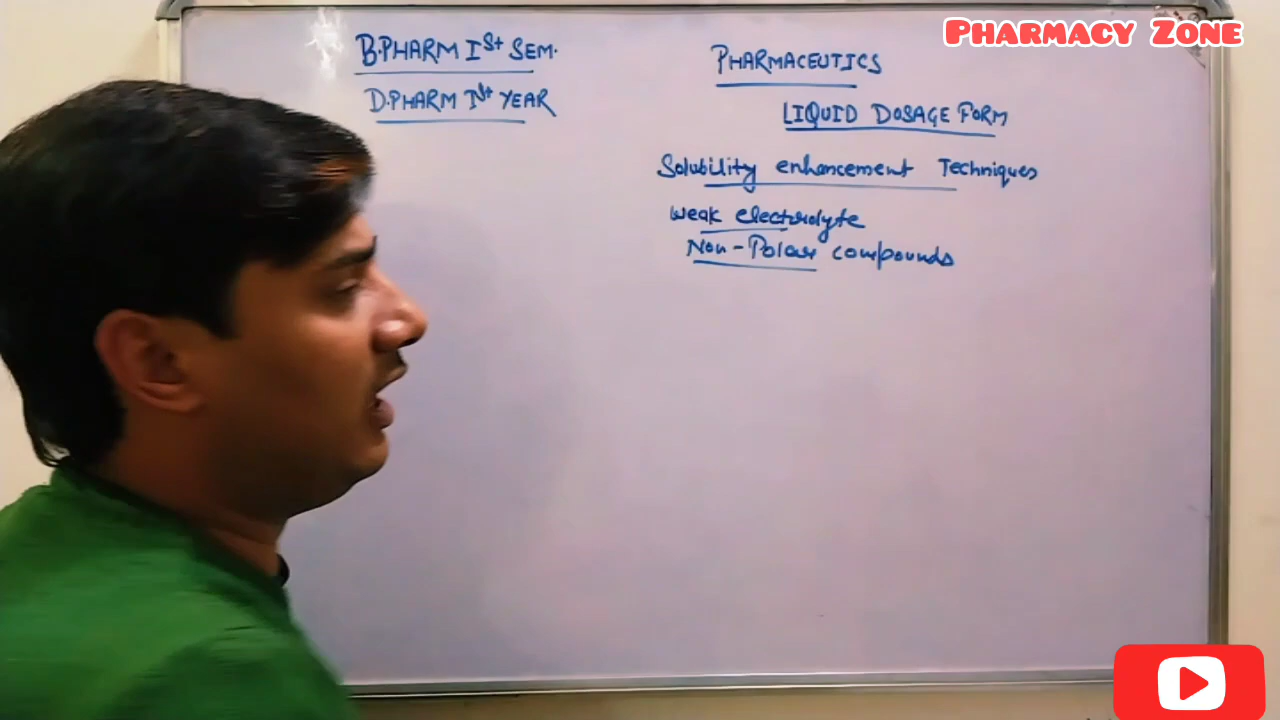 PHARMACY ZONE
B.PHARM Ist SEM.
D.PHARM Ist YEAR
PHARMACEUTICS
LIQUID DOSAGE FORM
Solubility enhancement Techniques
Weak electrolyte
Non-Polar compounds